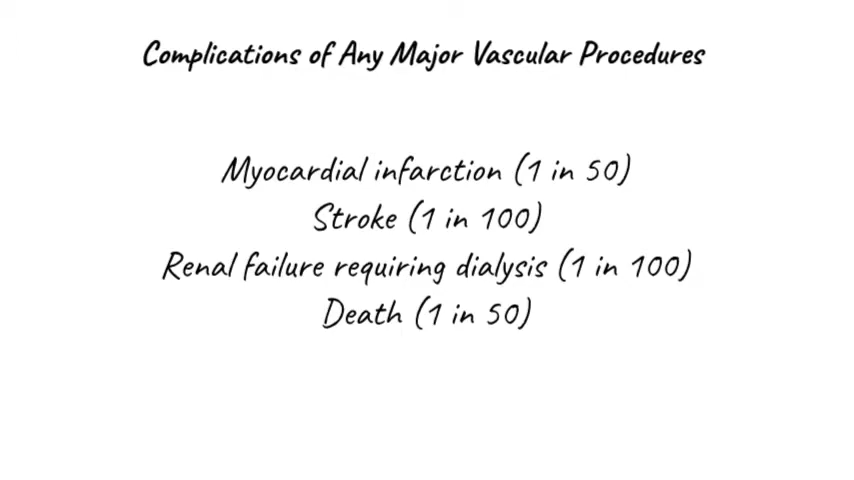 Complications of Any Major Vascular Procedures
Myocardial infarction (1 in 50)
Stroke (1 in 100)
Renal failure requiring dialysis (1 in 100)
Death (1 in 50)